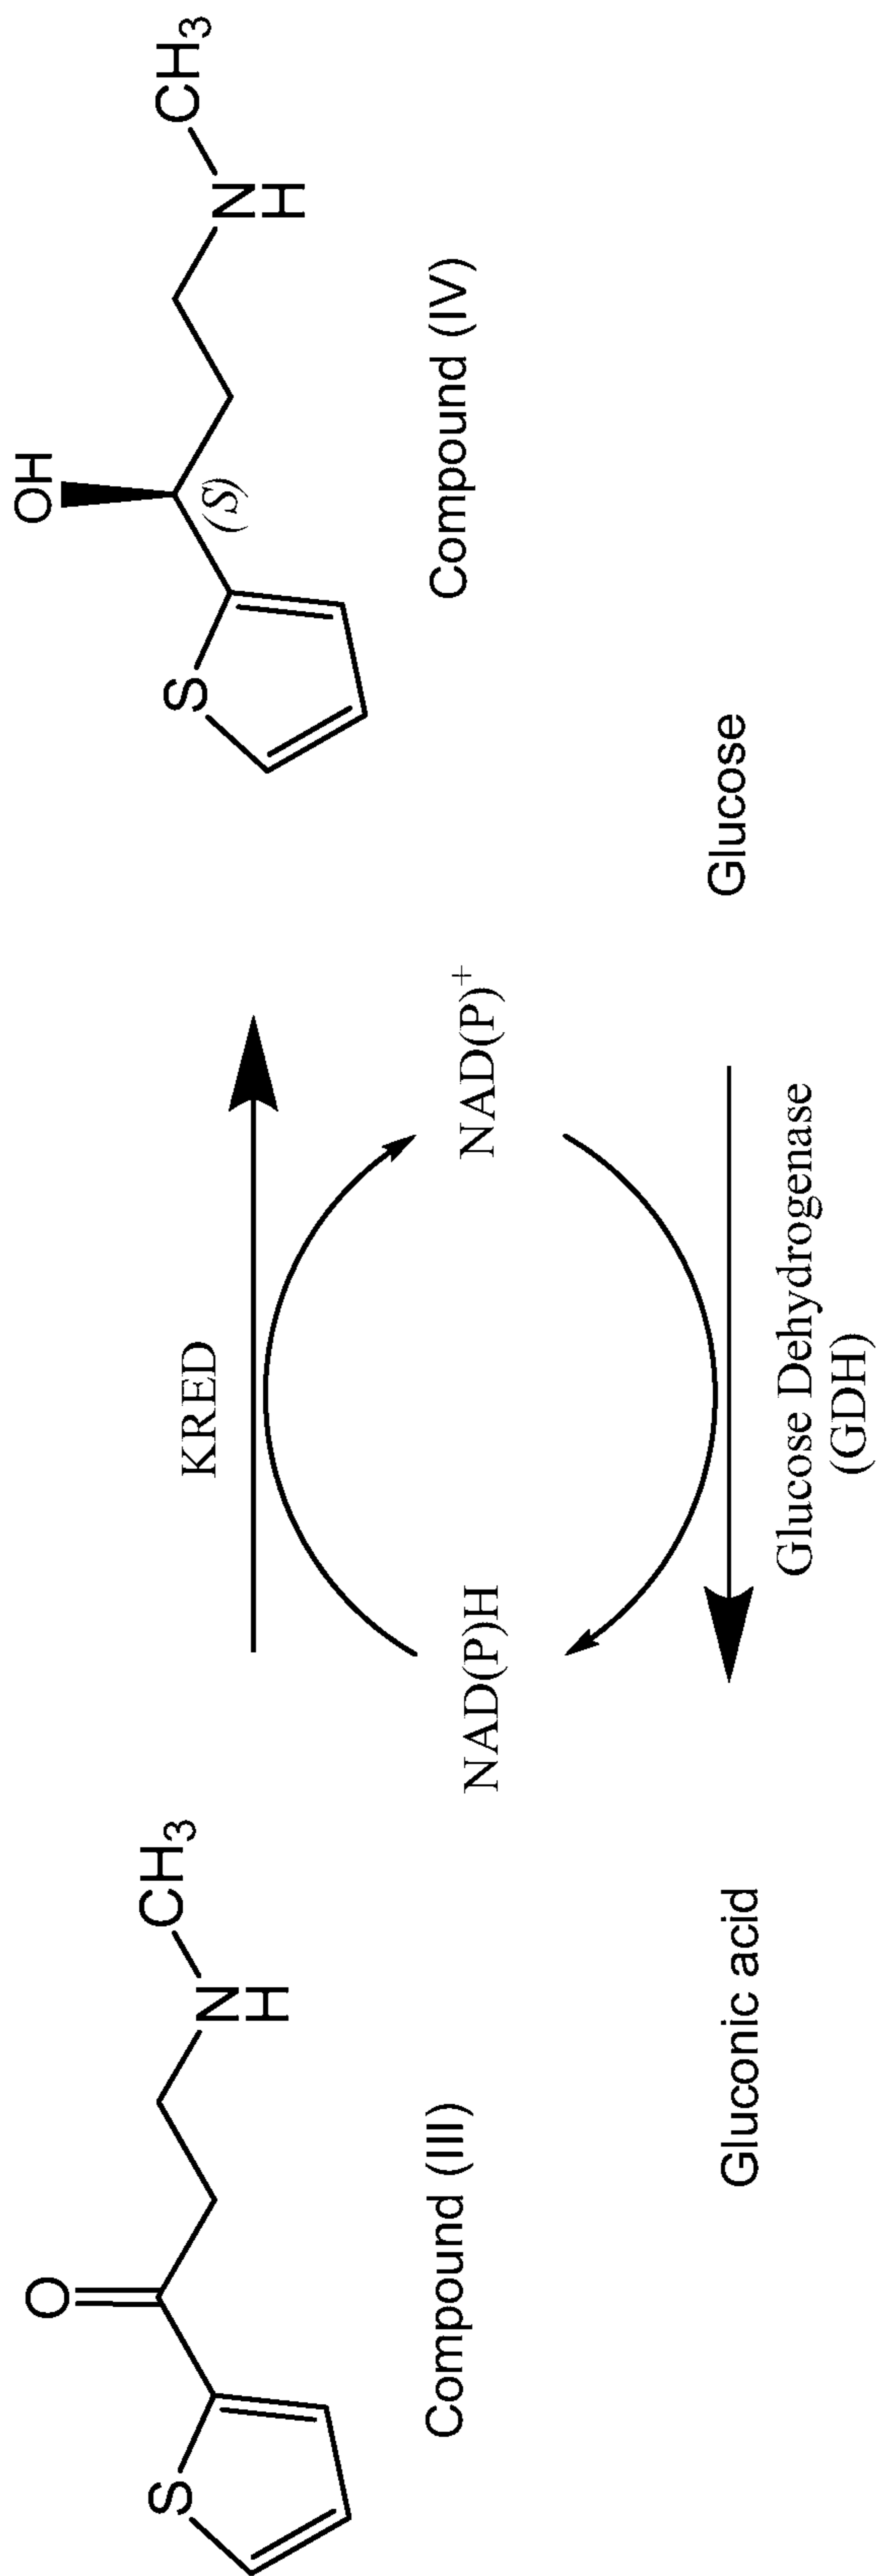 O
S
N
H
CH3
Compound (III)
KRED
NAD(P)H
NAD(P)+
OH
(S)
S
N
H
CH3
Compound (IV)
Gluconic acid
Glucose Dehydrogenase
(GDH)
Glucose